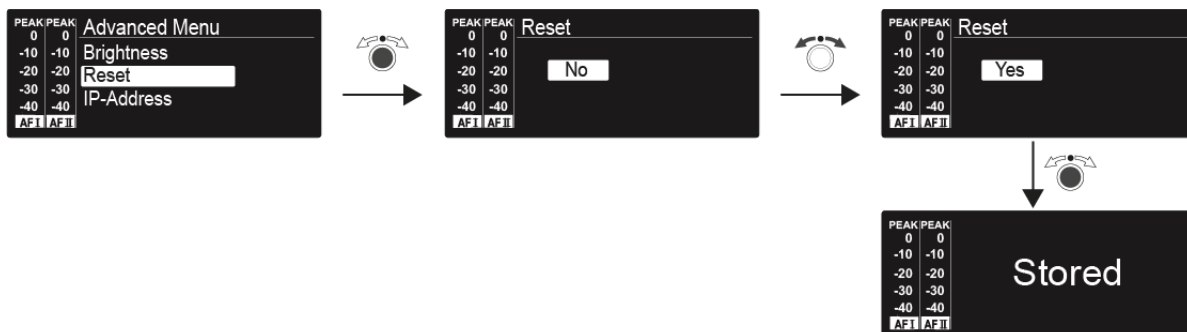 PEAK PEAK Advanced Menu
0 0
-10 -10 Brightness
-20 -20 Reset
-30 -30 IP-Address
-40 -40
AF I AF II
PEAK PEAK Reset
0 0
-10 -10
-20 -20 No
-30 -30
-40 -40
AF I AF II
PEAK PEAK Reset
0 0
-10 -10
-20 -20 Yes
-30 -30
-40 -40
AF I AF II
PEAK PEAK
0 0
-10 -10
-20 -20 Stored
-30 -30
-40 -40
AF I AF II